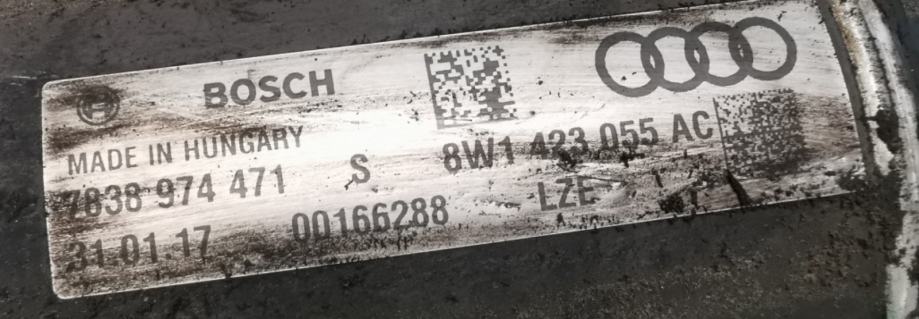 BOSCH
MADE IN HUNGARY
7838 974 471 S 8W1 423 055 AC
31.01.17 00166288 LZE